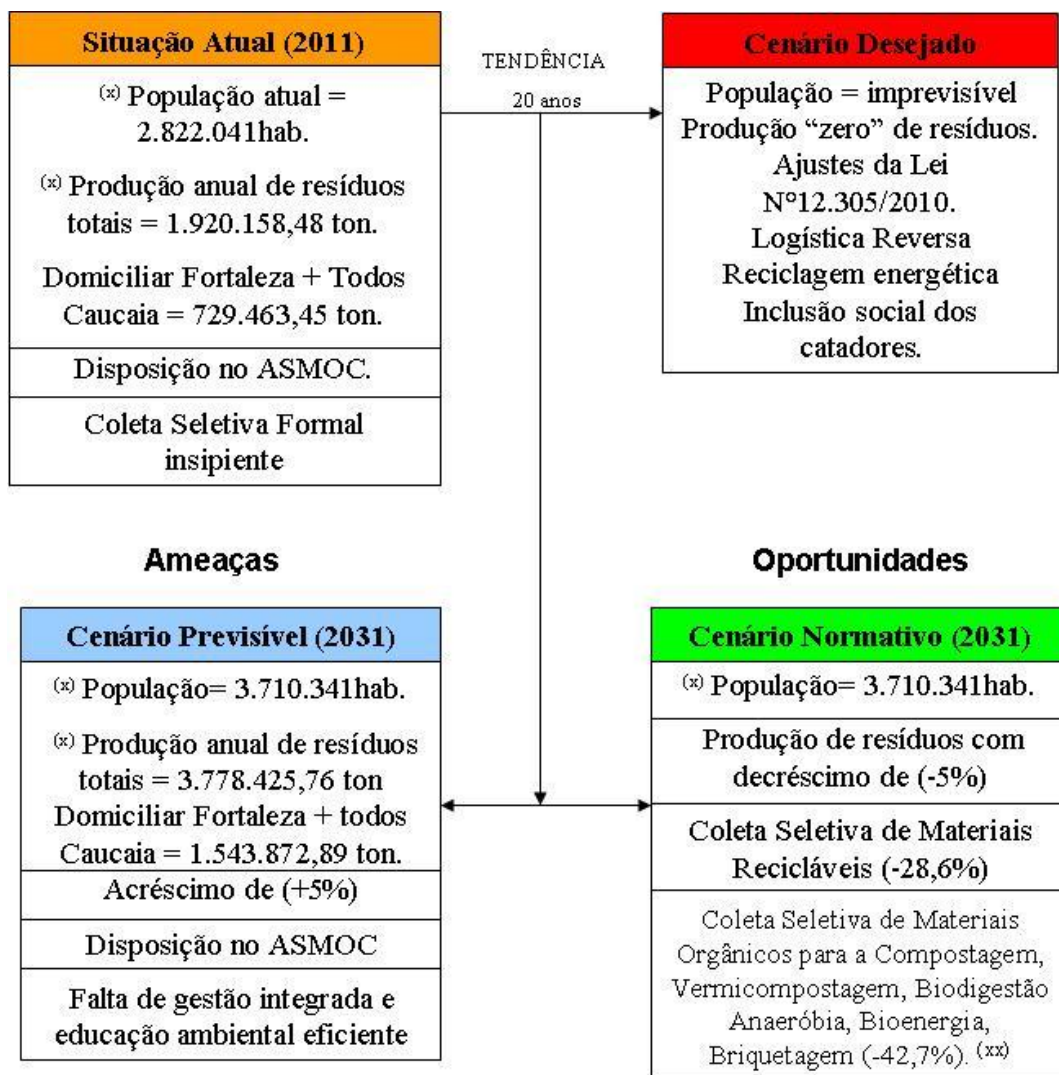 Situação Atual (2011)
(x) População atual =
2.822.041hab.
(x) Produção anual de resíduos
totais = 1.920.158,48 ton.
Domiciliar Fortaleza + Todos
Caucaia = 729.463,45 ton.
Disposição no ASMOC.
Coleta Seletiva Formal
insipiente
TENDÊNCIA
20 anos
Cenário Desejado
População = imprevisível
Produção “zero” de resíduos.
Ajustes da Lei
N°12.305/2010.
Logística Reversa
Reciclagem energética
Inclusão social dos
catadores.
Ameaças
Cenário Previsível (2031)
(x) População= 3.710.341hab.
(x) Produção anual de resíduos
totais = 3.778.425,76 ton
Domiciliar Fortaleza + todos
Caucaia = 1.543.872,89 ton.
Acréscimo de (+5%)
Disposição no ASMOC
Falta de gestão integrada e
educação ambiental eficiente
Oportunidades
Cenário Normativo (2031)
(x) População= 3.710.341hab.
Produção de resíduos com
decréscimo de (-5%)
Coleta Seletiva de Materiais
Recicláveis (-28,6%)
Coleta Seletiva de Materiais
Orgânicos para a Compostagem,
Vermicompostagem, Biodigestão
Anaeróbia, Bioenergia,
Briquetagem (-42,7%). (xx)